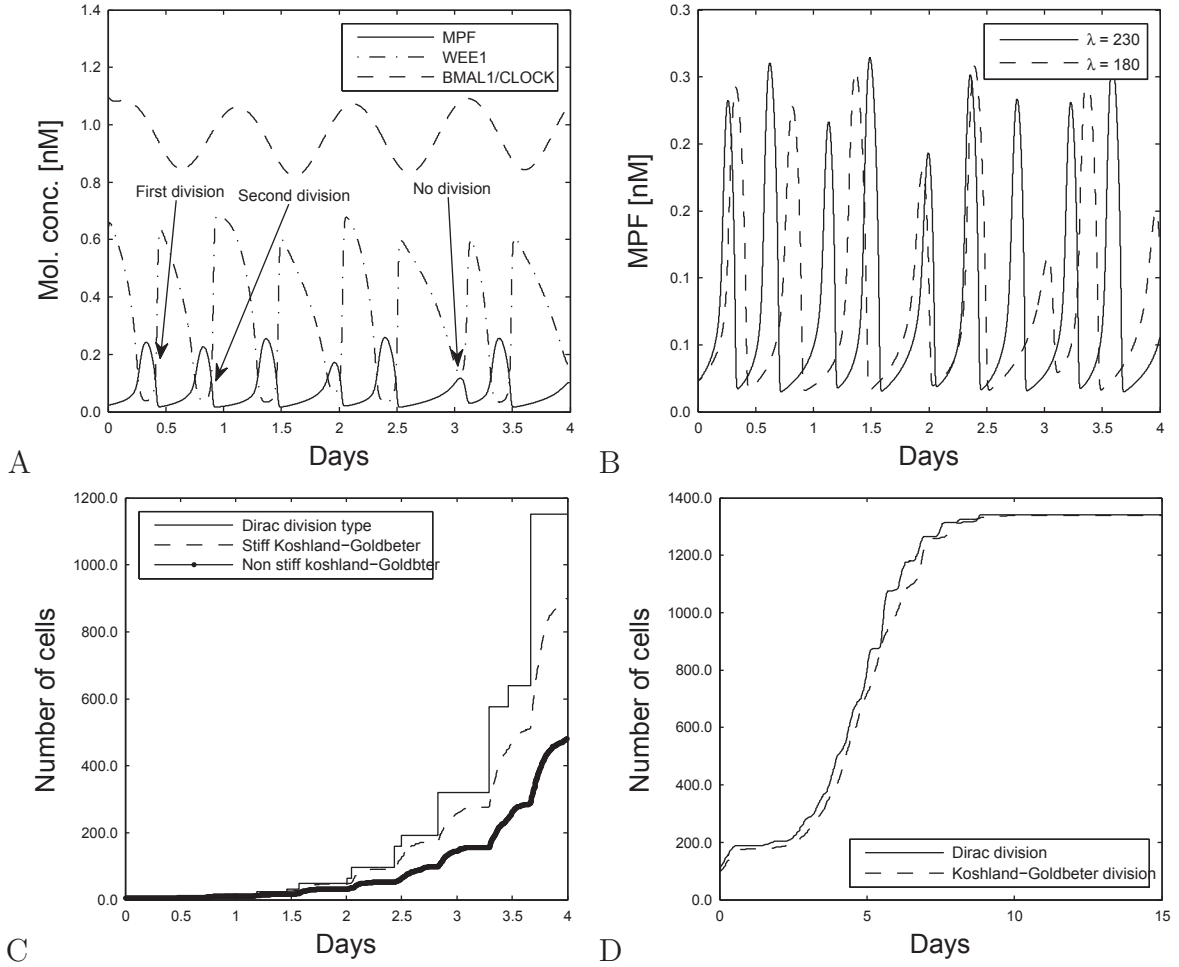 1.4
1.2
1.0
0.8
0.6
0.4
0.2
0.0
Mol. conc. [nM]
MPF
WEE1
BMAL1/CLOCK
First division
Second division
No division
0 0.5 1 1.5 2 2.5 3 3.5 4
Days
A
0.3
0.3
0.2
0.2
0.1
0.1
0.0
MPF [nM]
λ = 230
λ = 180
0 0.5 1 1.5 2 2.5 3 3.5 4
Days
B
1200.0
1000.0
800.0
600.0
400.0
200.0
0.0
Number of cells
Dirac division type
Stiff Koshland−Goldbeter
Non stiff koshland−Goldbter
0 0.5 1 1.5 2 2.5 3 3.5 4
Days
C
1400.0
1200.0
1000.0
800.0
600.0
400.0
200.0
0.0
Number of cells
Dirac division
Koshland−Goldbeter division
0 5 10 15
Days
D